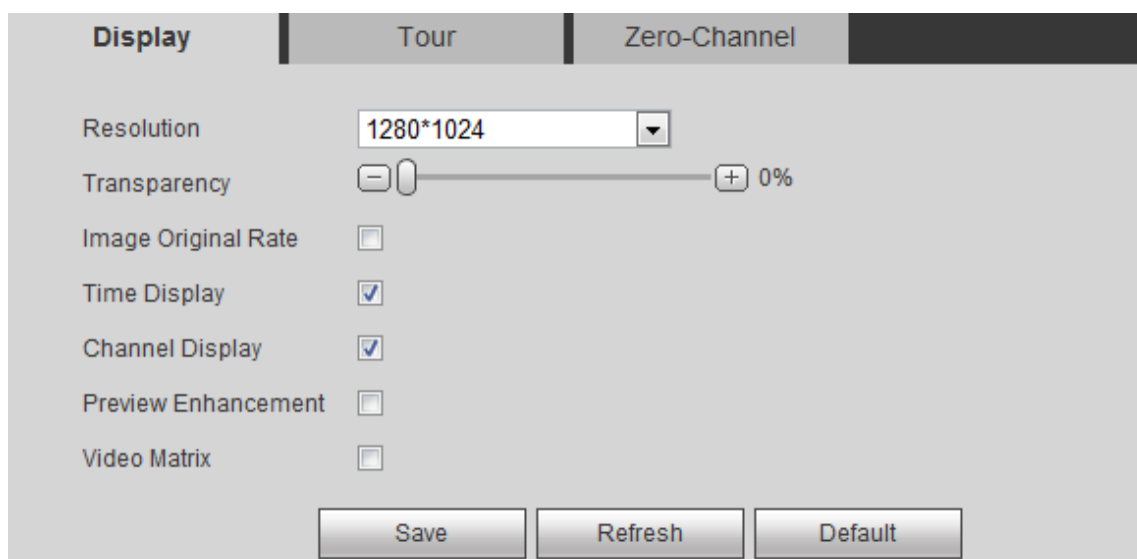 Display Tour Zero-Channel
Resolution 1280*1024
Transparency 0%
Image Original Rate
Time Display
Channel Display
Preview Enhancement
Video Matrix
Save Refresh Default